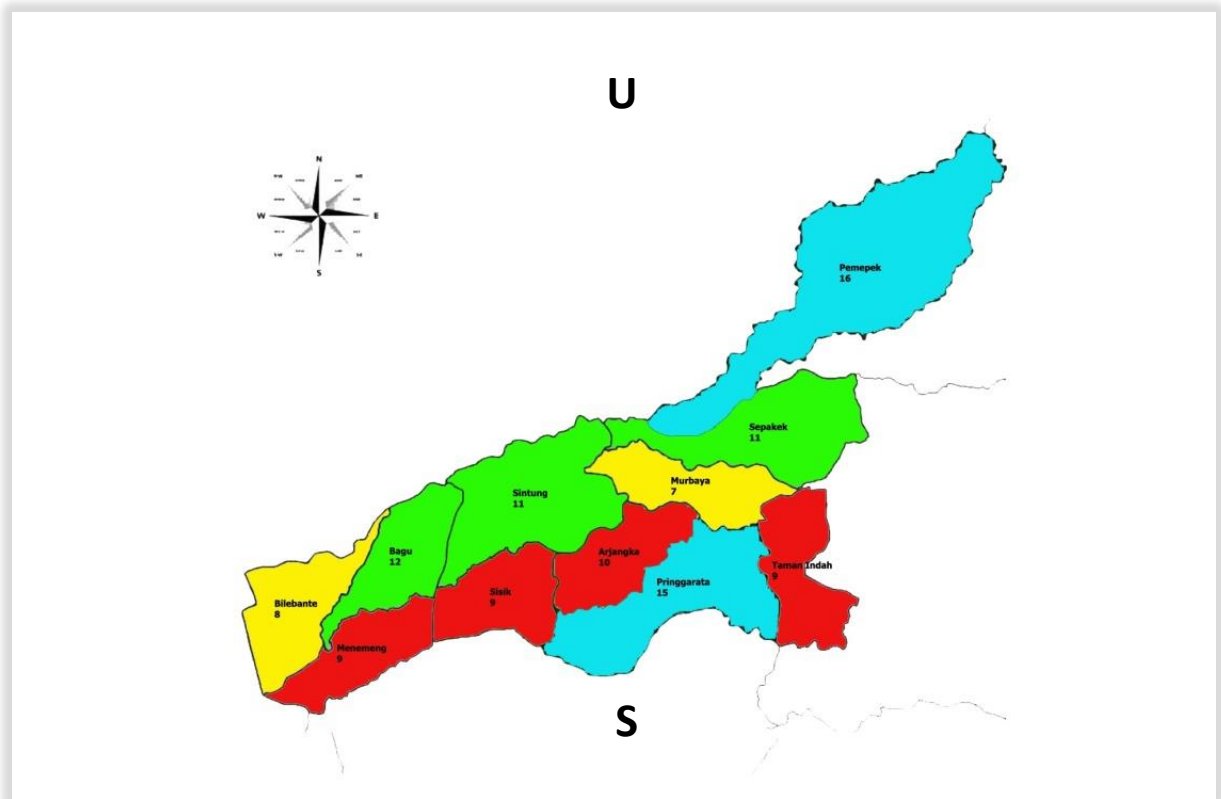 U
N
W
E
S
Pemepek
16
Sepakek
11
Murbaya
7
Sintung
11
Bagu
12
Arjangka
10
Taman Indah
9
Pringgarata
15
Sisik
9
Bilebante
8
Menemeng
9
S